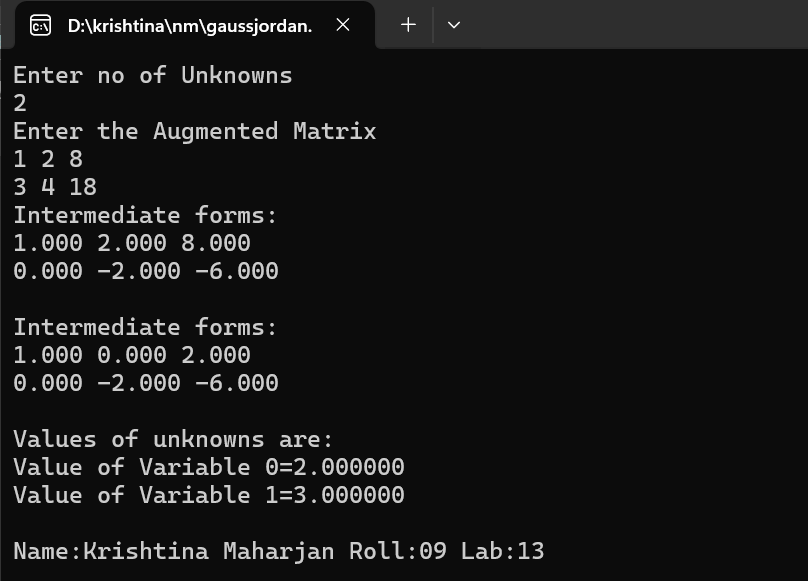 D:\krishtina\nm\gaussjordan.
Enter no of Unknowns
2
Enter the Augmented Matrix
1 2 8
3 4 18
Intermediate forms:
1.000 2.000 8.000
0.000 -2.000 -6.000
Intermediate forms:
1.000 0.000 2.000
0.000 -2.000 -6.000
Values of unknowns are:
Value of Variable 0=2.000000
Value of Variable 1=3.000000
Name:Krishtina Maharjan Roll:09 Lab:13